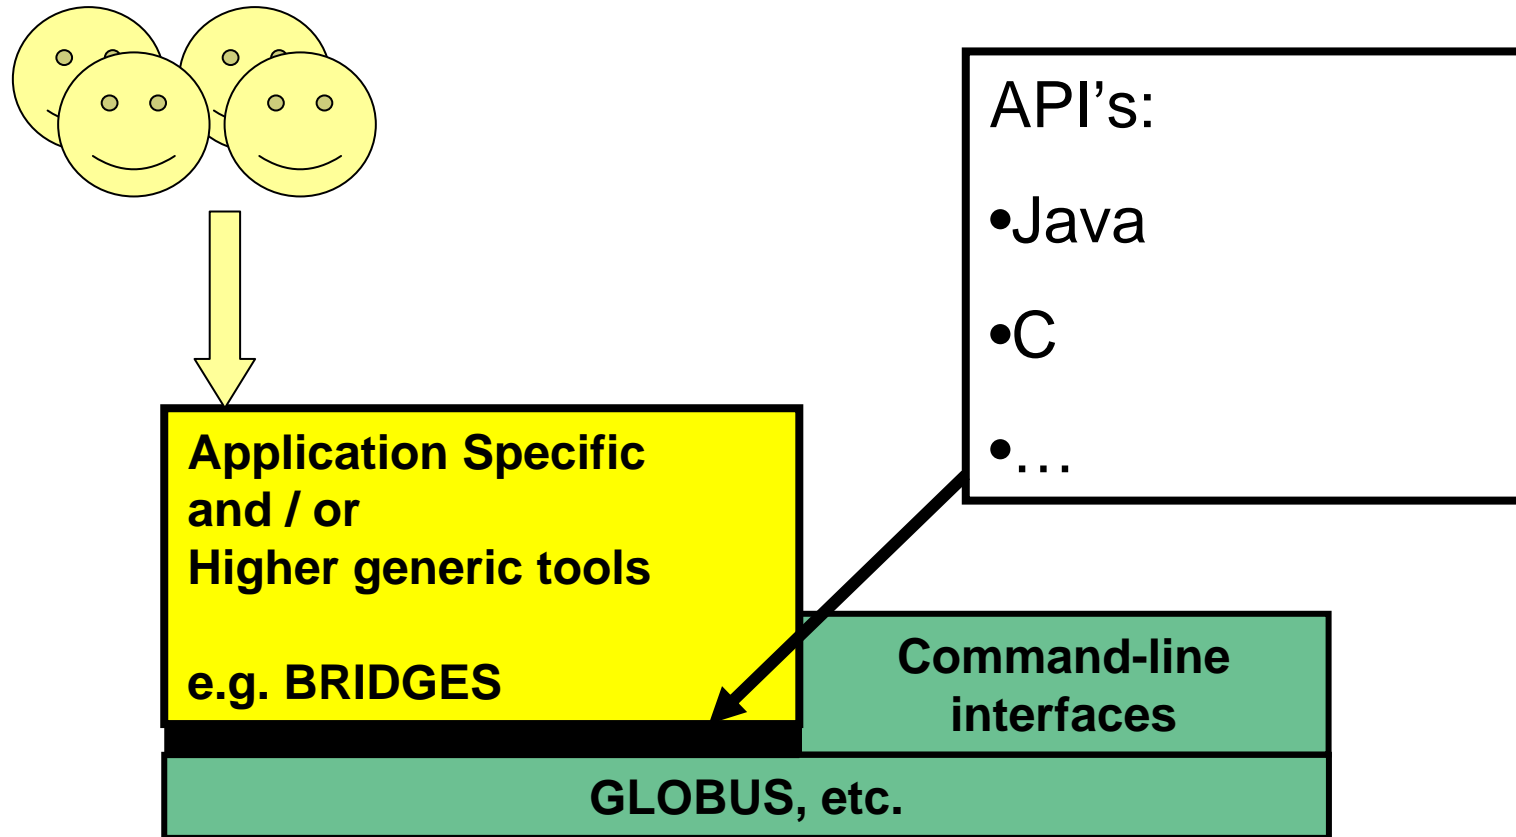 API’s:
•Java
•C
•…
Application Specific
and / or
Higher generic tools
e.g. BRIDGES
Command-line
interfaces
GLOBUS, etc.